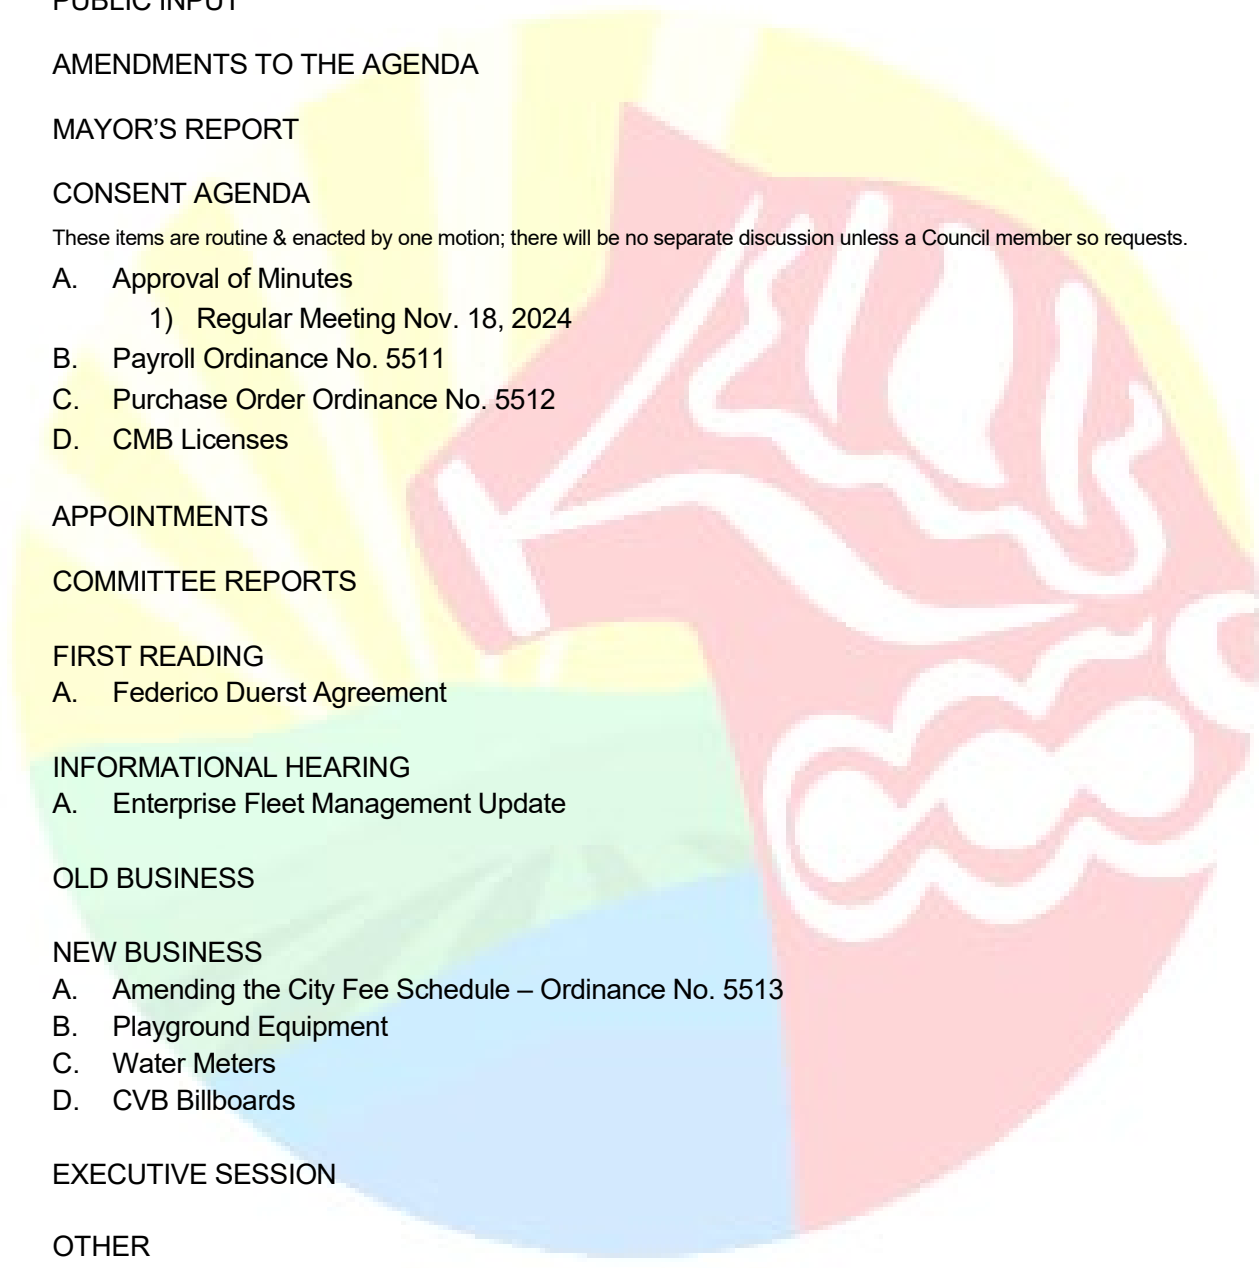 PUBLIC INPUT
AMENDMENTS TO THE AGENDA
MAYOR’S REPORT
CONSENT AGENDA
These items are routine & enacted by one motion; there will be no separate discussion unless a Council member so requests.
A. Approval of Minutes
1) Regular Meeting Nov. 18, 2024
B. Payroll Ordinance No. 5511
C. Purchase Order Ordinance No. 5512
D. CMB Licenses
APPOINTMENTS
COMMITTEE REPORTS
FIRST READING
A. Federico Duerst Agreement
INFORMATIONAL HEARING
A. Enterprise Fleet Management Update
OLD BUSINESS
NEW BUSINESS
A. Amending the City Fee Schedule – Ordinance No. 5513
B. Playground Equipment
C. Water Meters
D. CVB Billboards
EXECUTIVE SESSION
OTHER